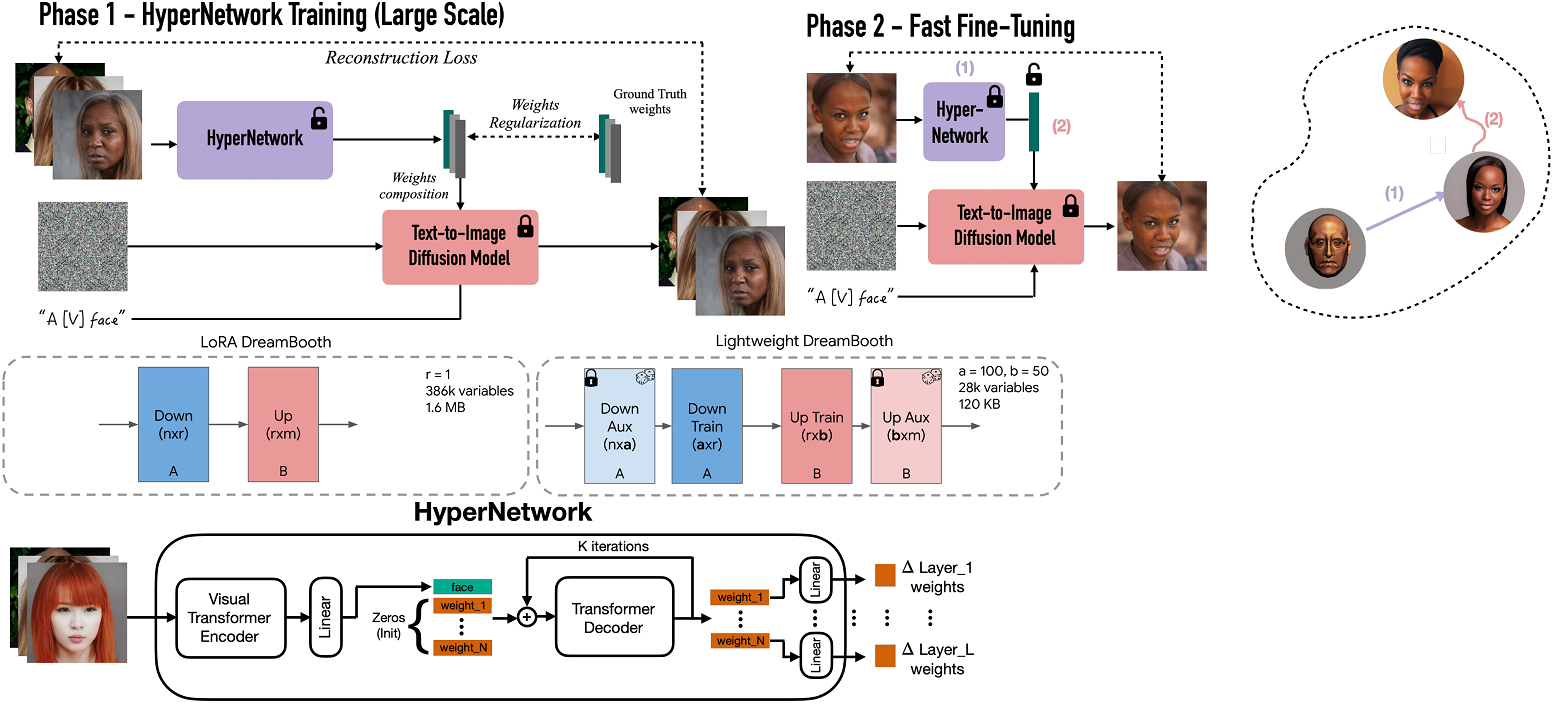 Phase 1 - HyperNetwork Training (Large Scale)
Reconstruction Loss
HyperNetwork
Weights
Regularization
Ground Truth
weights
Weights
composition
Text-to-Image
Diffusion Model
"A [V] face"
Phase 2 - Fast Fine-Tuning
(1)
Hyper-
Network
(2)
Text-to-Image
Diffusion Model
"A [V] face"
(2)
(1)
LoRA DreamBooth
Down
(nxr)
A
Up
(rxm)
B
r = 1
386k variables
1.6 MB
Lightweight DreamBooth
Down
Aux
(nxa)
A
Down
Train
(axr)
A
Up Train
(rxb)
B
Up Aux
(bxm)
B
a = 100, b = 50
28k variables
120 KB
HyperNetwork
Visual
Transformer
Encoder
Linear
face
Zeros
(Init)
weight_1
weight_N
K iterations
+
Transformer
Decoder
weight_1
weight_N
Linear
Linear
Δ Layer_1
weights
Δ Layer_L
weights